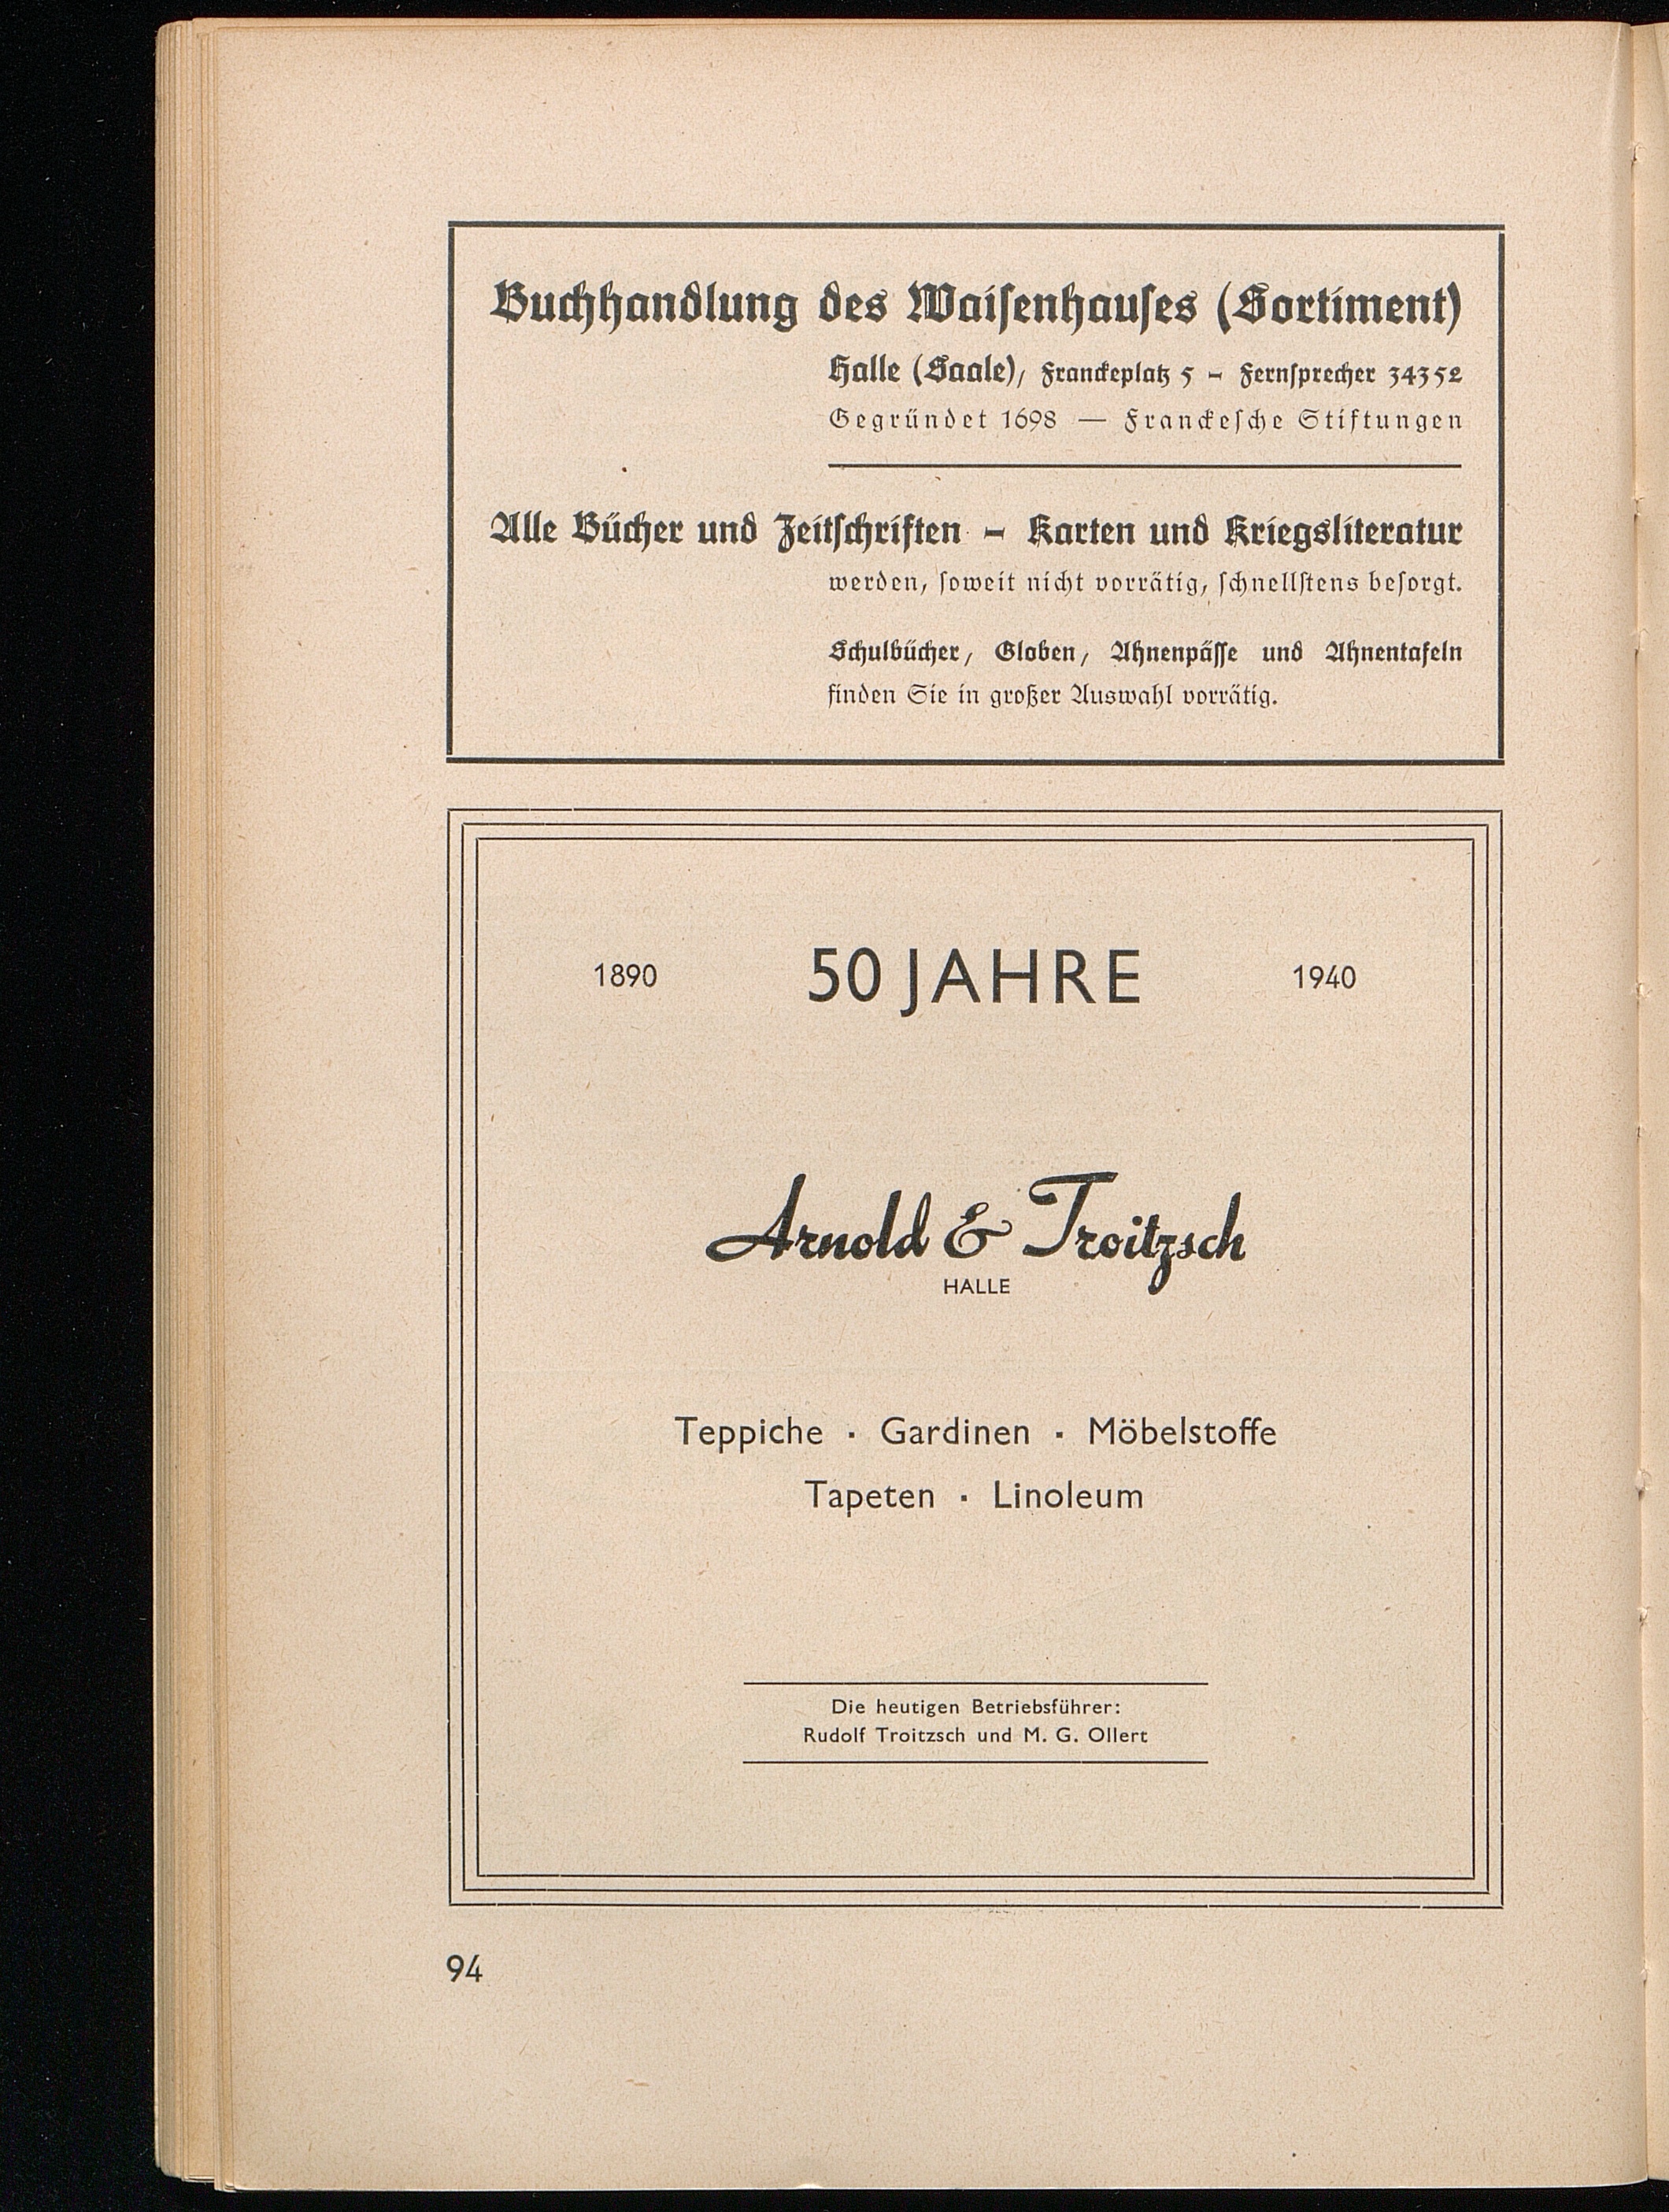 Buchhandlung des Waisenhauses (Sortiment)
Halle (Saale), Franckeplatz 5 – Fernsprecher 34352
Gegründet 1698 — Franckesche Stiftungen
Alle Bücher und Zeitschriften – Karten und Kriegsliteratur
werden, soweit nicht vorrätig, schnellstens besorgt.
Schulbücher, Globen, Ahnenpässe und Ahnentafeln
finden Sie in großer Auswahl vorrätig.
1890 50 JAHRE 1940
Arnold & Troitzsch
HALLE
Teppiche · Gardinen · Möbelstoffe
Tapeten · Linoleum
Die heutigen Betriebsführer:
Rudolf Troitzsch und M. G. Ollert
94